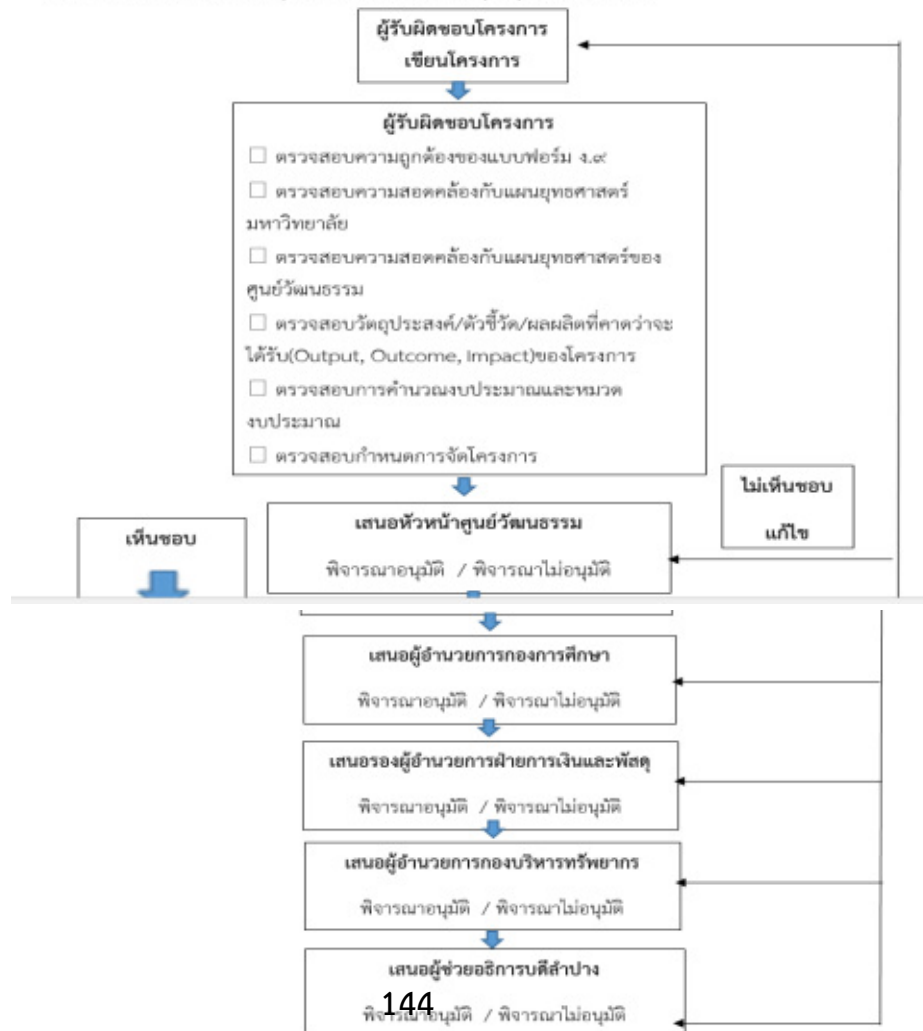 ผู้รับผิดชอบโครงการ
เขียนโครงการ
ผู้รับผิดชอบโครงการ
☐ ตรวจสอบความถูกต้องของแบบฟอร์ม ง.๙
☐ ตรวจสอบความสอดคล้องกับแผนยุทธศาสตร์
มหาวิทยาลัย
☐ ตรวจสอบความสอดคล้องกับแผนยุทธศาสตร์ของ
ศูนย์วัฒนธรรม
☐ ตรวจสอบวัตถุประสงค์/ตัวชี้วัด/ผลผลิตที่คาดว่าจะ
ได้รับ(Output, Outcome, Impact)ของโครงการ
☐ ตรวจสอบการคำนวณงบประมาณและหมวด
งบประมาณ
☐ ตรวจสอบกำหนดการจัดโครงการ
ไม่เห็นชอบ
แก้ไข
เห็นชอบ
เสนอหัวหน้าศูนย์วัฒนธรรม
พิจารณาอนุมัติ / พิจารณาไม่อนุมัติ
เสนอผู้อำนวยการกองการศึกษา
พิจารณาอนุมัติ / พิจารณาไม่อนุมัติ
เสนอรองผู้อำนวยการฝ่ายการเงินและพัสดุ
พิจารณาอนุมัติ / พิจารณาไม่อนุมัติ
เสนอผู้อำนวยการกองบริหารทรัพยากร
พิจารณาอนุมัติ / พิจารณาไม่อนุมัติ
เสนอผู้ช่วยอธิการบดีลำปาง
พิจารณาอนุมัติ / พิจารณาไม่อนุมัติ
144